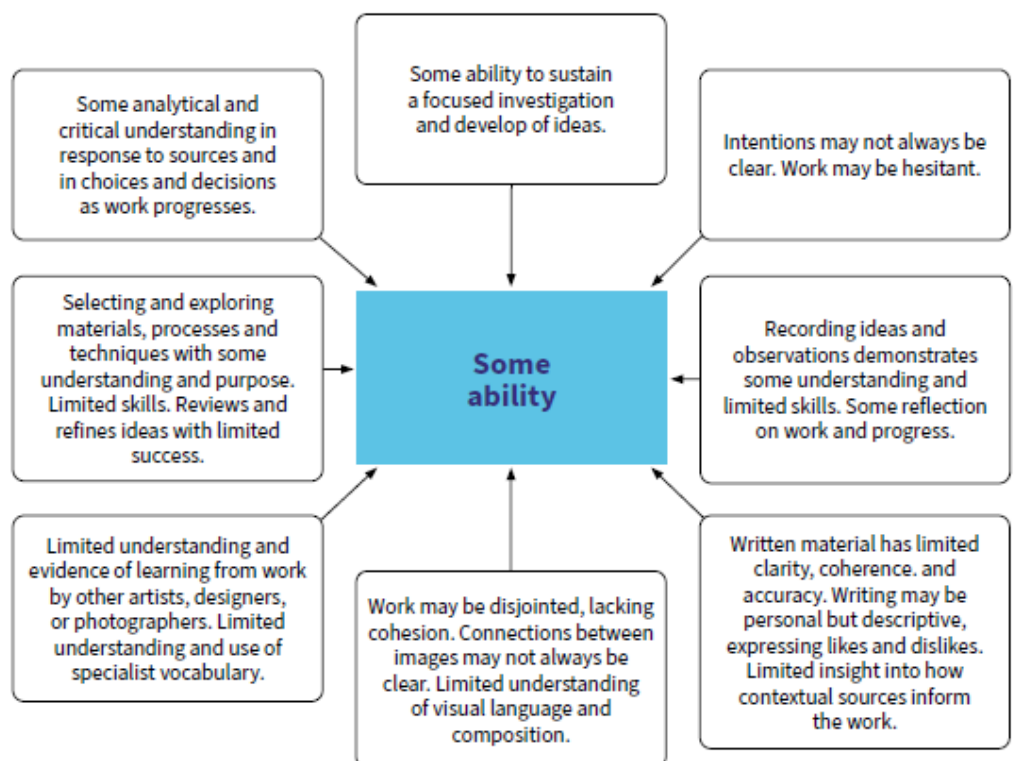 Some analytical and
critical understanding in
response to sources and
in choices and decisions
as work progresses.
Some ability to sustain
a focused investigation
and develop of ideas.
Intentions may not always be
clear. Work may be hesitant.
Selecting and exploring
materials, processes and
techniques with some
understanding and purpose.
Limited skills. Reviews and
refines ideas with limited
success.
Some
ability
Recording ideas and
observations demonstrates
some understanding and
limited skills. Some reflection
on work and progress.
Limited understanding and
evidence of learning from work
by other artists, designers,
or photographers. Limited
understanding and use of
specialist vocabulary.
Work may be disjointed, lacking
cohesion. Connections between
images may not always be
clear. Limited understanding
of visual language and
composition.
Written material has limited
clarity, coherence. and
accuracy. Writing may be
personal but descriptive,
expressing likes and dislikes.
Limited insight into how
contextual sources inform
the work.